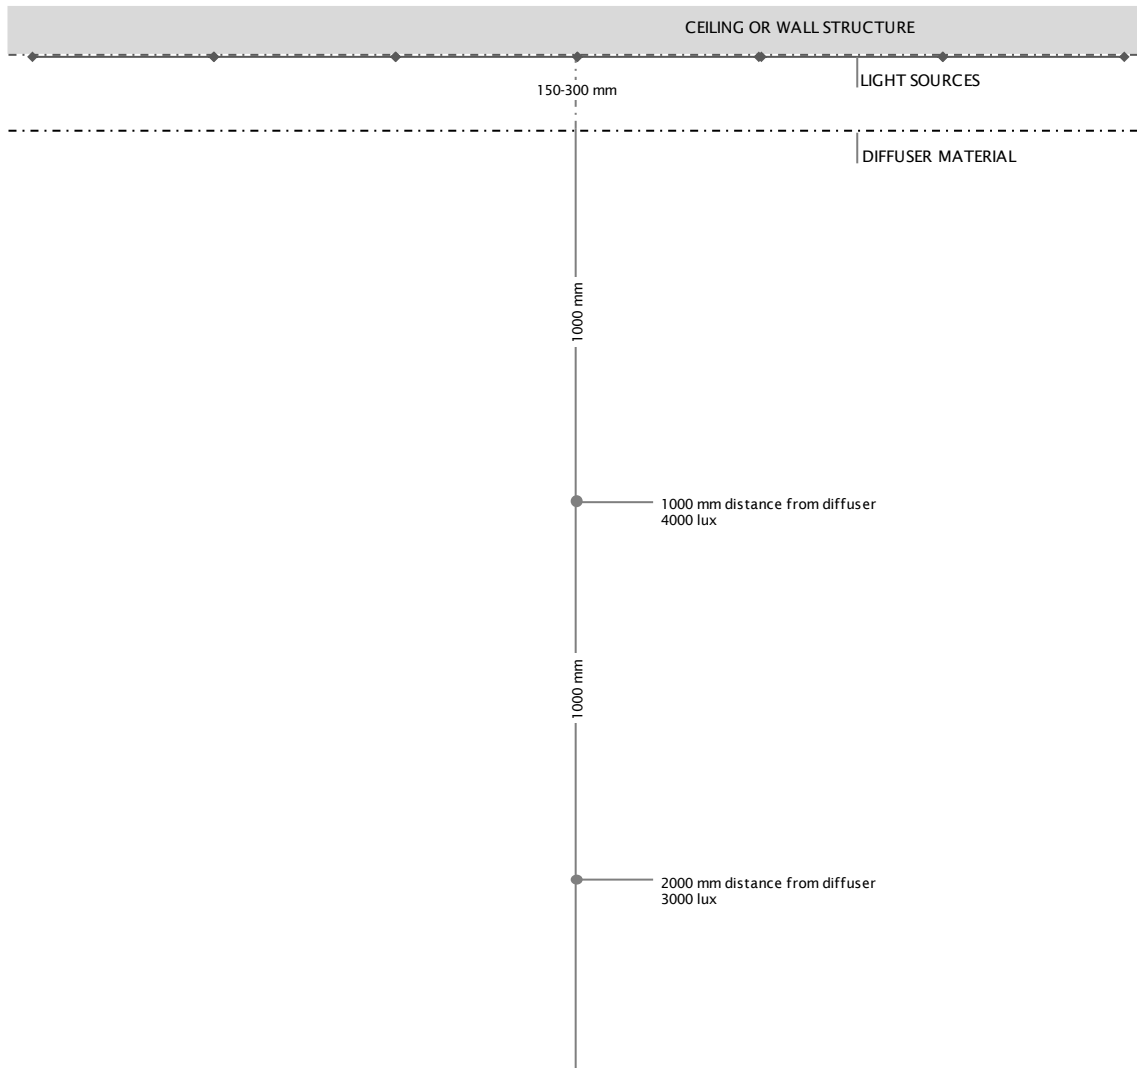 CEILING OR WALL STRUCTURE
LIGHT SOURCES
150-300 mm
DIFFUSER MATERIAL
1000 mm
1000 mm distance from diffuser
4000 lux
1000 mm
2000 mm distance from diffuser
3000 lux